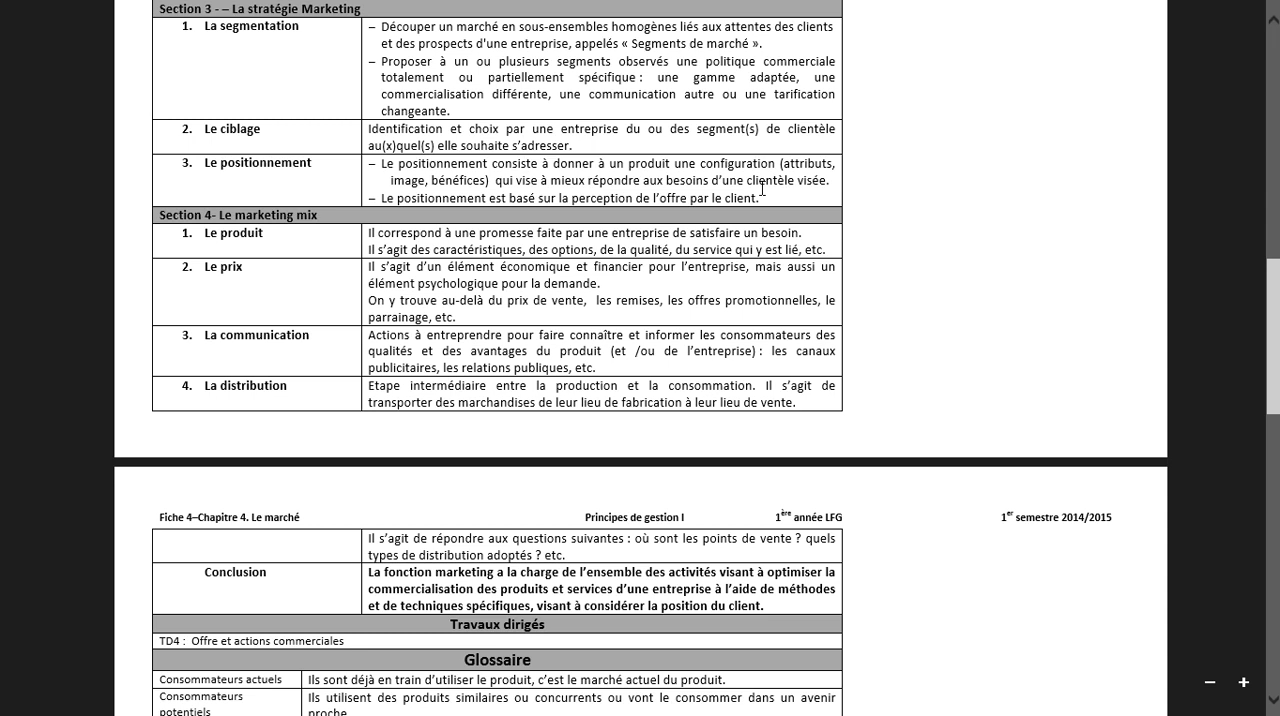 Section 3 - – La stratégie Marketing
1. La segmentation
– Découper un marché en sous-ensembles homogènes liés aux attentes des clients
et des prospects d'une entreprise, appelés « Segments de marché ».
– Proposer à un ou plusieurs segments observés une politique commerciale
totalement ou partiellement spécifique : une gamme adaptée, une
commercialisation différente, une communication autre ou une tarification
changeante.
2. Le ciblage
Identification et choix par une entreprise du ou des segment(s) de clientèle
au(x)quel(s) elle souhaite s’adresser.
3. Le positionnement
– Le positionnement consiste à donner à un produit une configuration (attributs,
image, bénéfices) qui vise à mieux répondre aux besoins d’une clientèle visée.
– Le positionnement est basé sur la perception de l’offre par le client.
Section 4- Le marketing mix
1. Le produit
Il correspond à une promesse faite par une entreprise de satisfaire un besoin.
Il s’agit des caractéristiques, des options, de la qualité, du service qui y est lié, etc.
2. Le prix
Il s’agit d’un élément économique et financier pour l’entreprise, mais aussi un
élément psychologique pour la demande.
On y trouve au-delà du prix de vente, les remises, les offres promotionnelles, le
parrainage, etc.
3. La communication
Actions à entreprendre pour faire connaître et informer les consommateurs des
qualités et des avantages du produit (et /ou de l’entreprise) : les canaux
publicitaires, les relations publiques, etc.
4. La distribution
Etape intermédiaire entre la production et la consommation. Il s’agit de
transporter des marchandises de leur lieu de fabrication à leur lieu de vente.
Fiche 4–Chapitre 4. Le marché Principes de gestion I 1ère année LFG 1er semestre 2014/2015
Il s’agit de répondre aux questions suivantes : où sont les points de vente ? quels
types de distribution adoptés ? etc.
Conclusion
La fonction marketing a la charge de l’ensemble des activités visant à optimiser la
commercialisation des produits et services d’une entreprise à l’aide de méthodes
et de techniques spécifiques, visant à considérer la position du client.
Travaux dirigés
TD4 : Offre et actions commerciales
Glossaire
Consommateurs actuels
Ils sont déjà en train d’utiliser le produit, c’est le marché actuel du produit.
Consommateurs
potentiels
Ils utilisent des produits similaires ou concurrents ou vont le consommer dans un avenir
proche